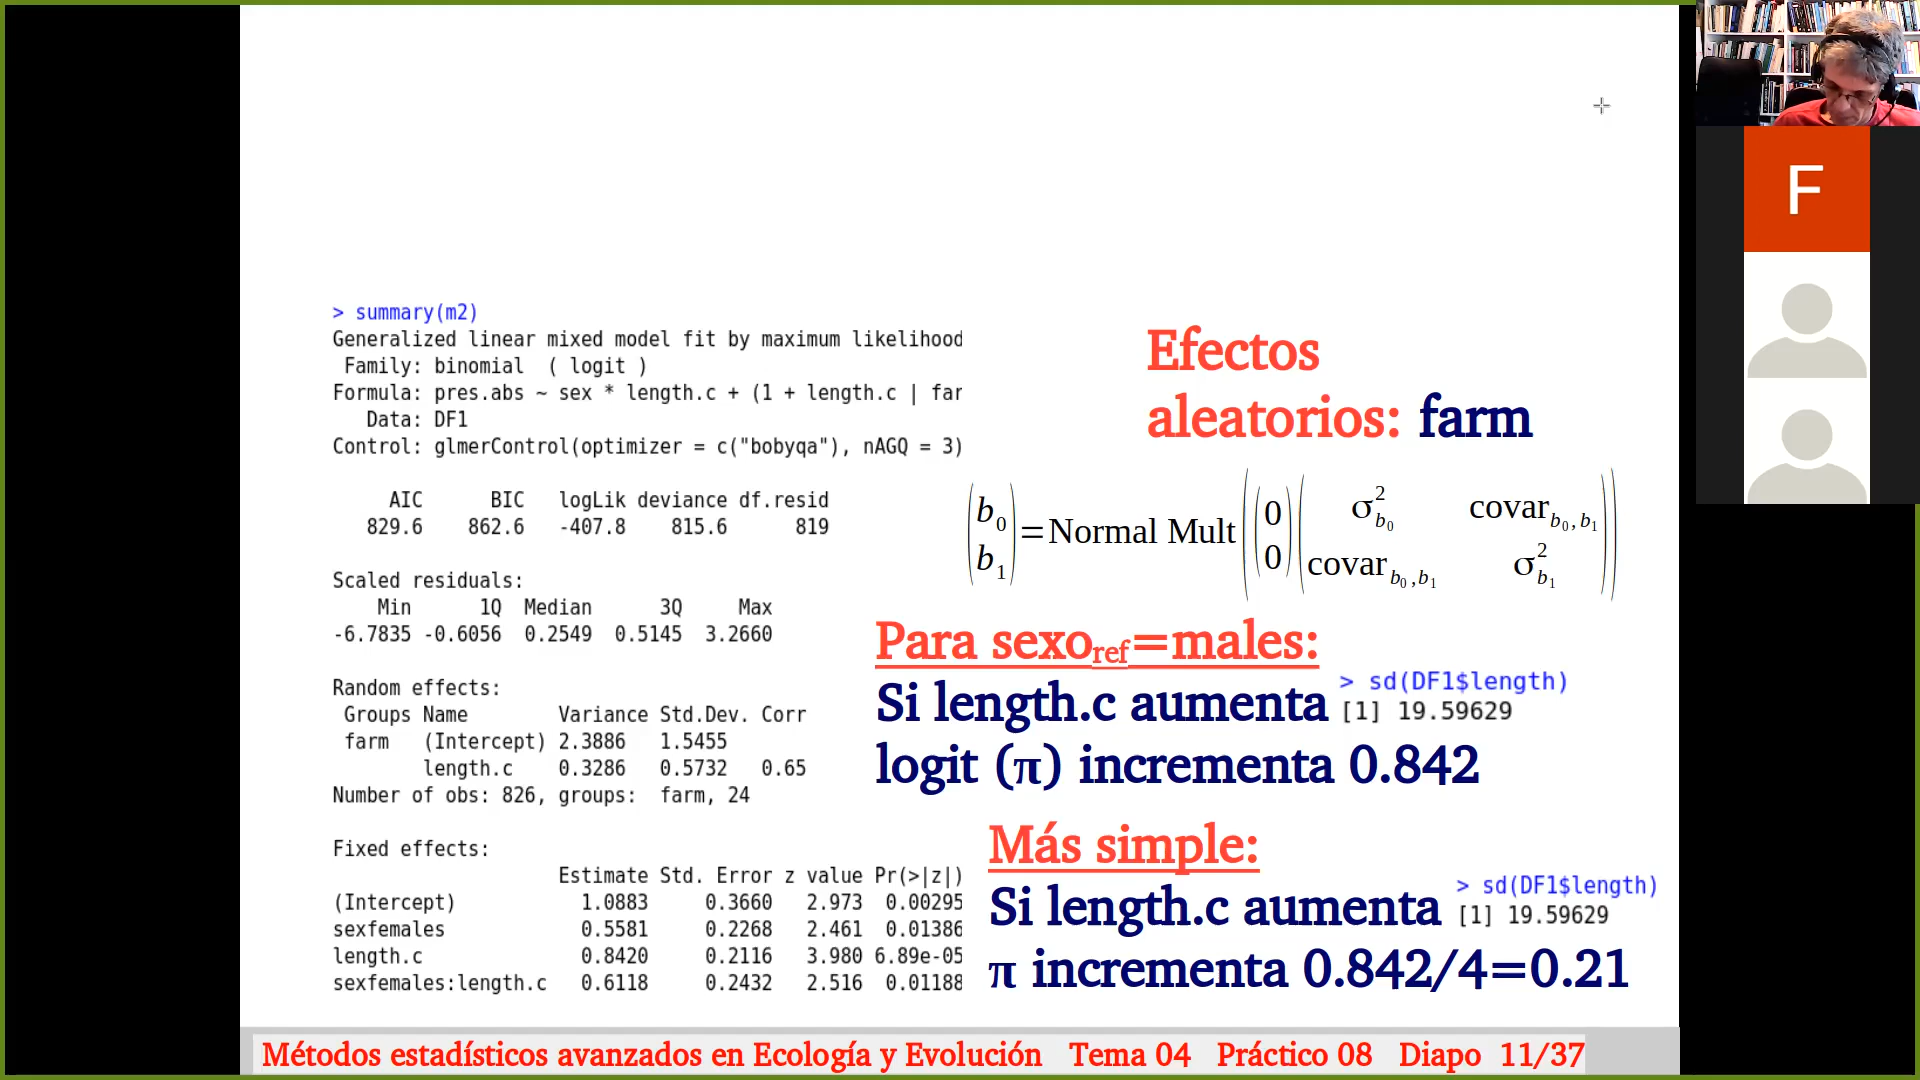 > summary(m2)
Generalized linear mixed model fit by maximum likelihood
Family: binomial  ( logit )
Formula: pres.abs ~ sex * length.c + (1 + length.c | far
Data: DF1
Control: glmerControl(optimizer = c("bobyqa"), nAGQ = 3)
AIC BIC logLik deviance df.resid
829.6 862.6 -407.8 815.6 819
Scaled residuals:
Min 1Q Median 3Q Max
-6.7835 -0.6056 0.2549 0.5145 3.2660
Random effects:
Groups Name Variance Std.Dev. Corr
farm (Intercept) 2.3886 1.5455
length.c 0.3286 0.5732 0.65
Number of obs: 826, groups: farm, 24
Fixed effects:
Estimate Std. Error z value Pr(>|z|)
(Intercept) 1.0883 0.3660 2.973 0.00295
sexfemales 0.5581 0.2268 2.461 0.01386
length.c 0.8420 0.2116 3.980 6.89e-05
sexfemales:length.c 0.6118 0.2432 2.516 0.01188
Efectos
aleatorios: farm
(b₀ b₁) = Normal Mult ((0 0) (σ²_b₀ covar_b₀,b₁ covar_b₀,b₁ σ²_b₁))
Para sexo_ref=males:
Si length.c aumenta
> sd(DF1$length)
[1] 19.59629
logit (π) incrementa 0.842
Más simple:
Si length.c aumenta
> sd(DF1$length)
[1] 19.59629
π incrementa 0.842/4=0.21
Métodos estadísticos avanzados en Ecología y Evolución Tema 04 Práctico 08 Diapo 11/37
F